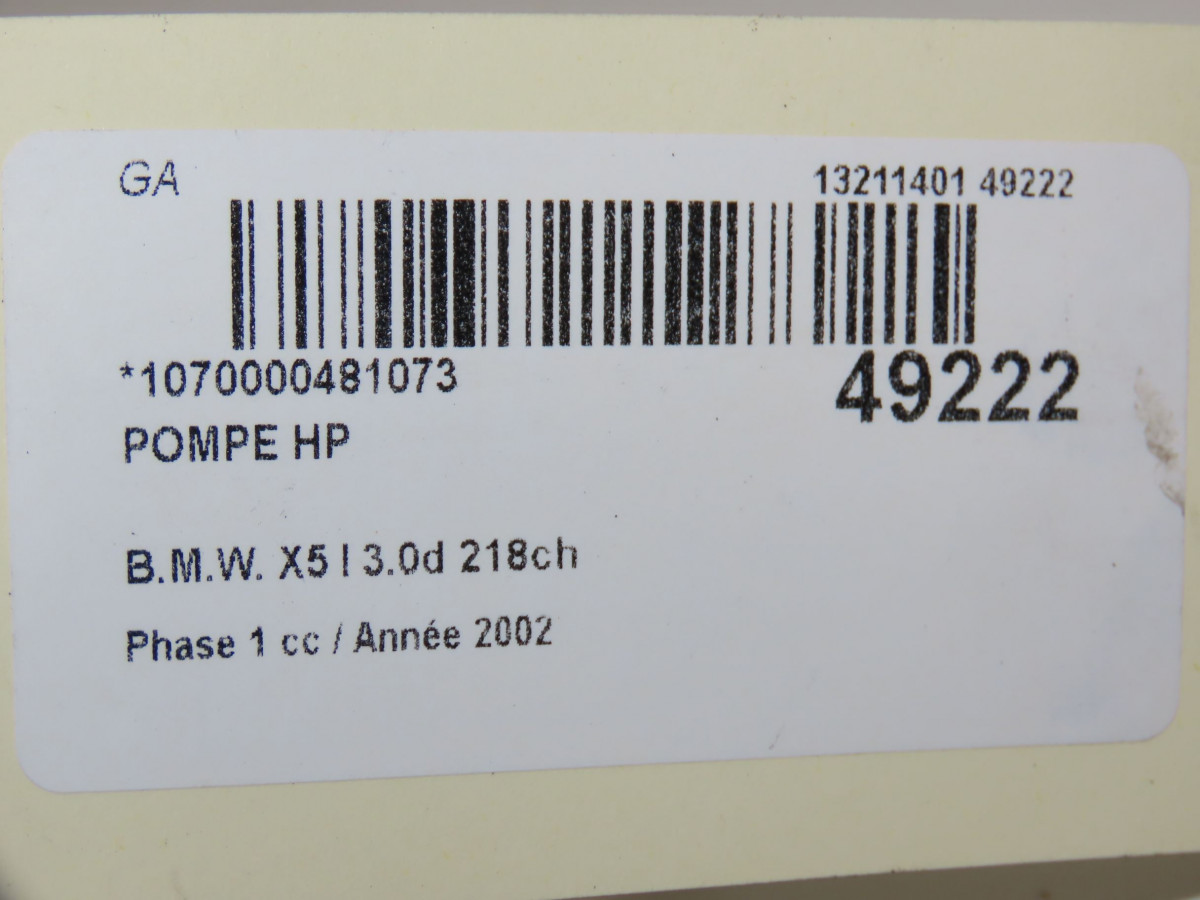 GA
13211401 49222
*1070000481073
49222
POMPE HP
B.M.W. X5 I 3.0d 218ch
Phase 1 cc / Année 2002